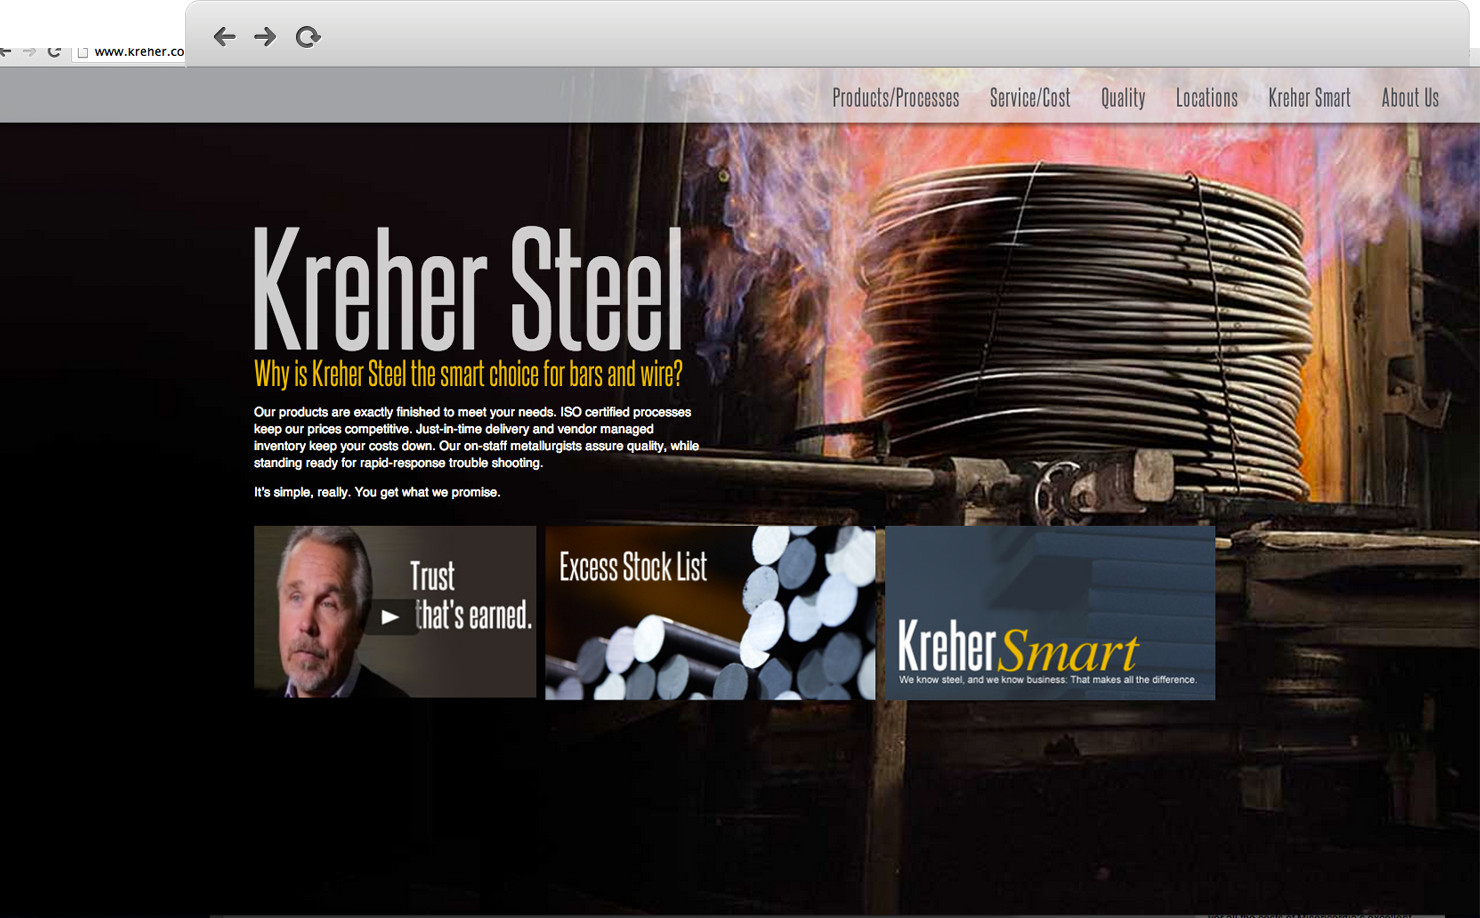 www.kreher.co
Products/Processes Service/Cost Quality Locations Kreher Smart About Us
Kreher Steel
Why is Kreher Steel the smart choice for bars and wire?
Our products are exactly finished to meet your needs. ISO certified processes
keep our prices competitive. Just-in-time delivery and vendor managed
inventory keep your costs down. Our on-staff metallurgists assure quality, while
standing ready for rapid-response trouble shooting.
It's simple, really. You get what we promise.
Trust
that's earned.
Excess Stock List
Kreher Smart
We know steel, and we know business: That makes all the difference.